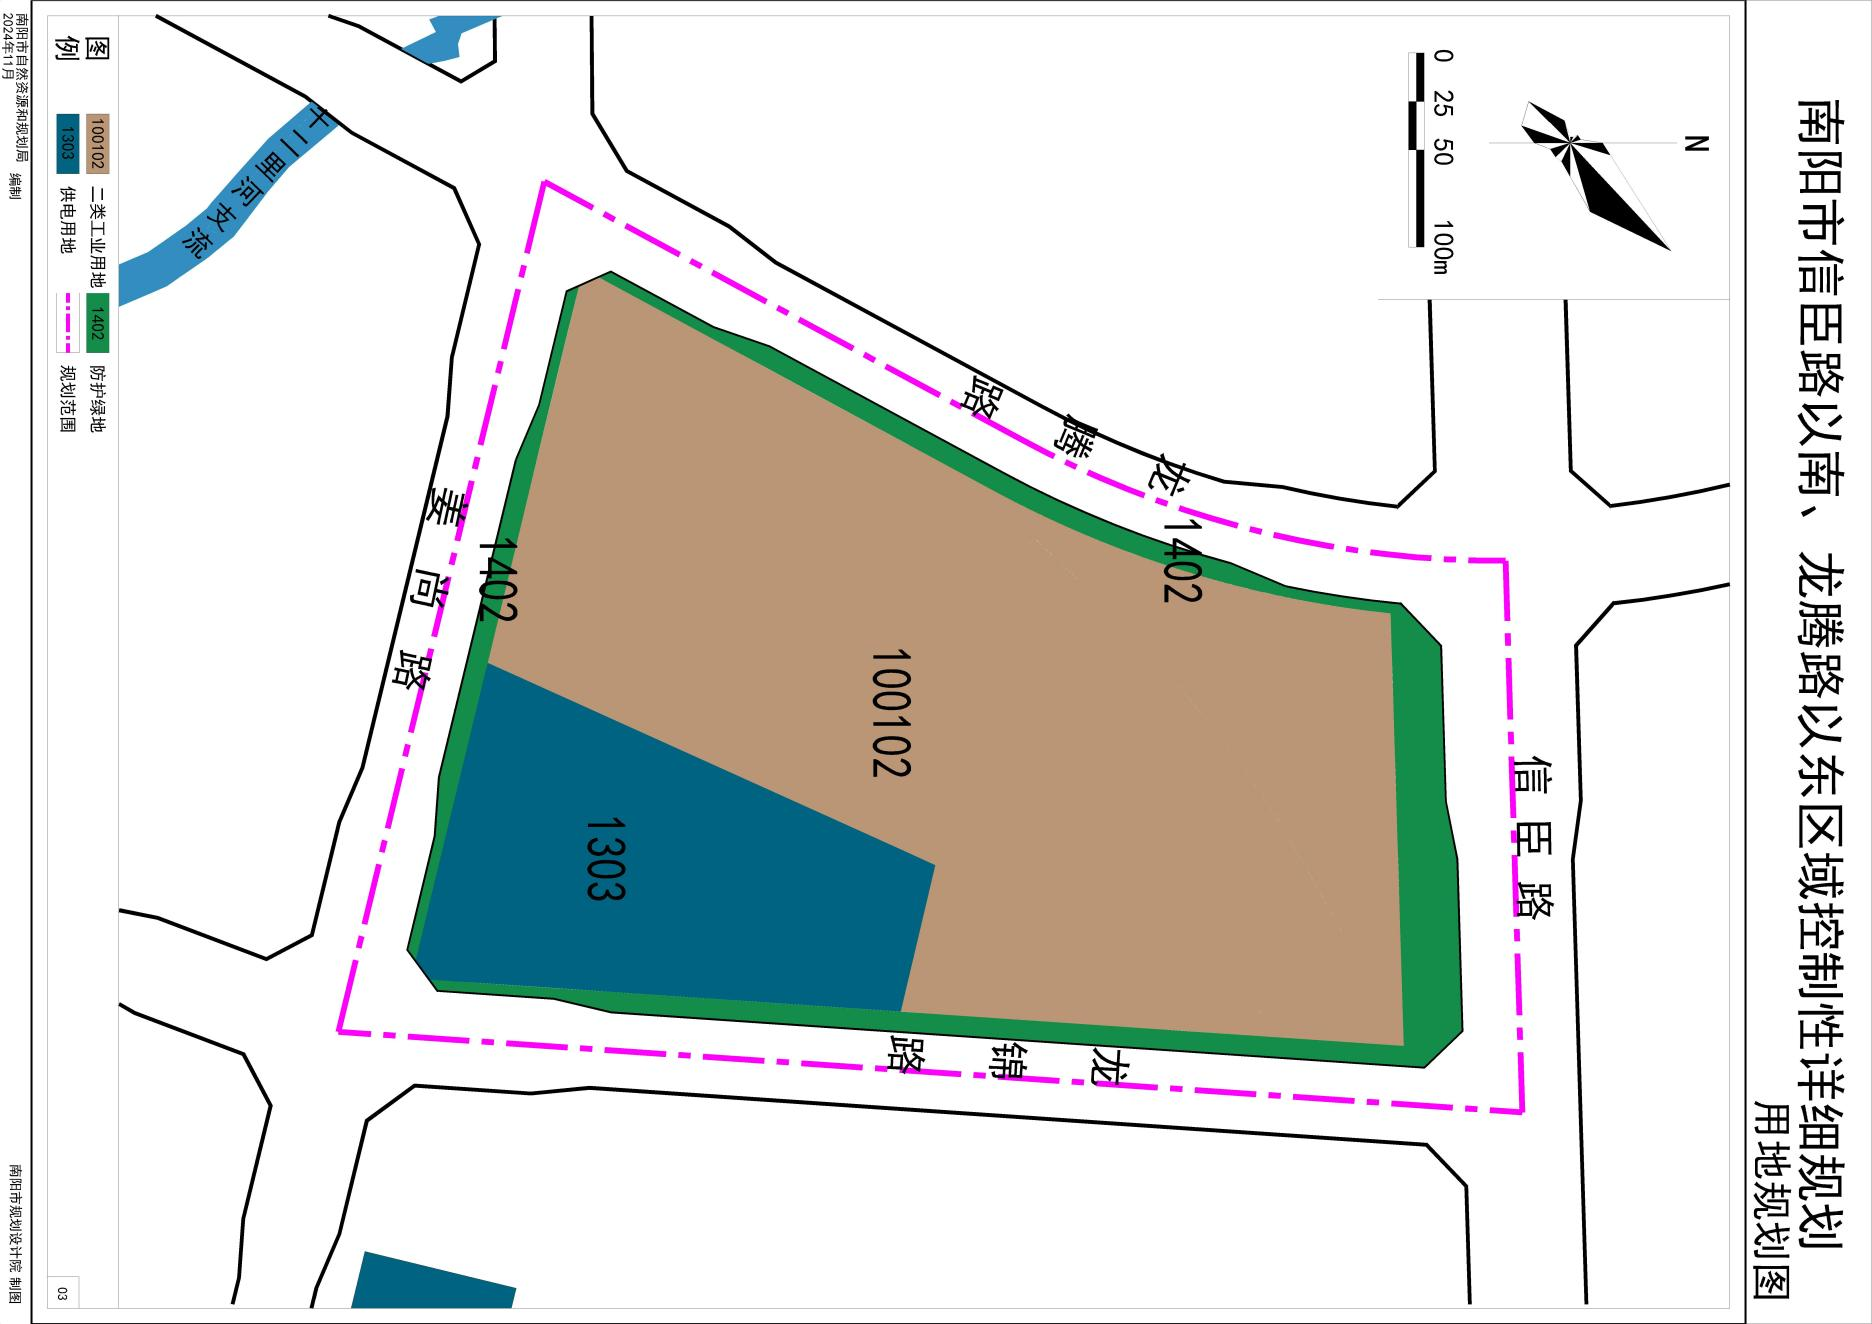 南阳市信臣路以南、龙腾路以东区域控制性详细规划
用地规划图
N
0 25 50 100m
信臣路
龙腾路
1402
100102
龙锦路
1402
1303
姜尚路
十二里河支流
图例
100102 二类工业用地
1402 防护绿地
1303 供电用地
规划范围
03
南阳市自然资源和规划局 编制
2024年11月
南阳市规划设计院 制图